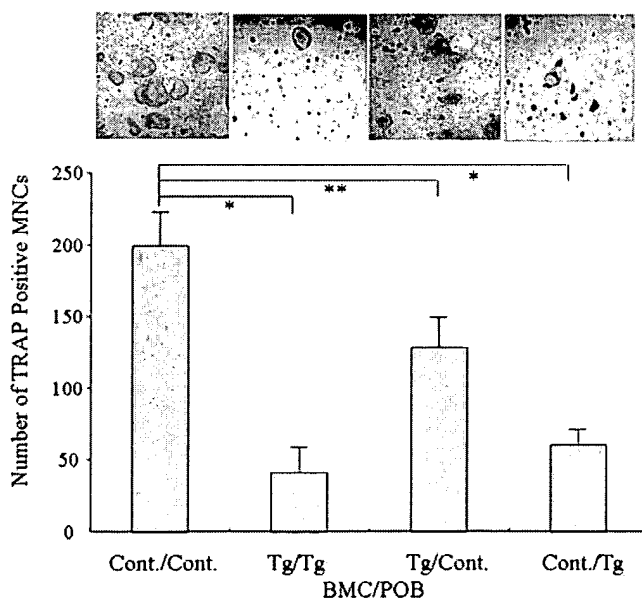 250
200
150
100
50
0
Number of TRAP Positive MNCs
*
**
*
Cont./Cont.
Tg/Tg
Tg/Cont.
Cont./Tg
BMC/POB